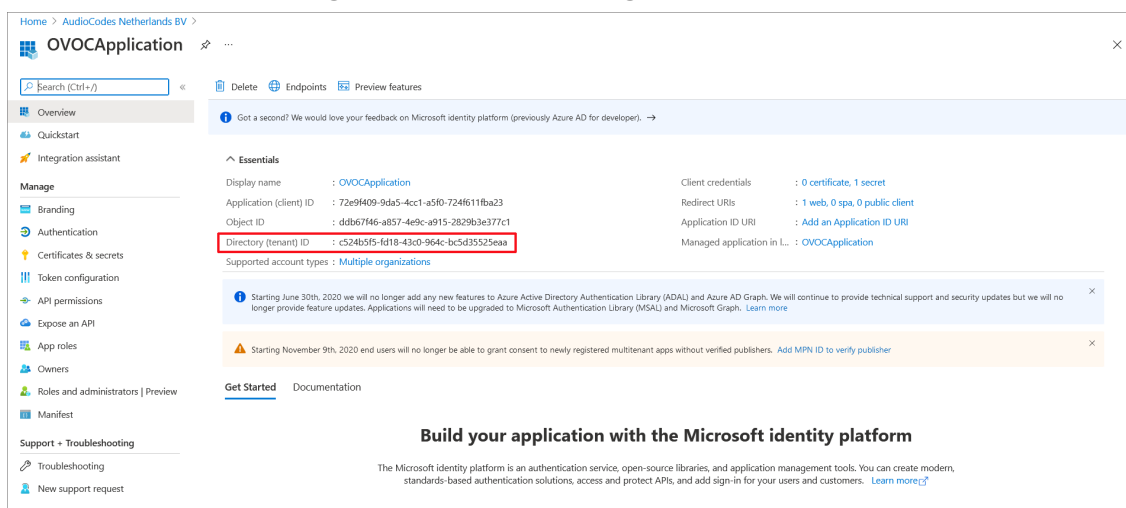 Home > AudioCodes Netherlands BV >
OVOCApplication
Search (Ctrl+/)
Overview
Quickstart
Integration assistant
Manage
Branding
Authentication
Certificates & secrets
Token configuration
API permissions
Expose an API
App roles
Owners
Roles and administrators | Preview
Manifest
Support + Troubleshooting
Troubleshooting
New support request
Delete Endpoints Preview features
Got a second? We would love your feedback on Microsoft identity platform (previously Azure AD for developer). →
Essentials
Display name : OVOCApplication
Application (client) ID : 72e9f409-9da5-4cc1-a5f0-724f611fba23
Object ID : ddb67f46-a857-4e9c-a915-2829b3e377c1
Directory (tenant) ID : c524b5f5-fd18-43c0-964c-bc5d35525eaa
Supported account types : Multiple organizations
Client credentials : 0 certificate, 1 secret
Redirect URIs : 1 web, 0 spa, 0 public client
Application ID URI : Add an Application ID URI
Managed application in l... : OVOCApplication
Starting June 30th, 2020 we will no longer add any new features to Azure Active Directory Authentication Library (ADAL) and Azure AD Graph. We will continue to provide technical support and security updates but we will no
longer provide feature updates. Applications will need to be upgraded to Microsoft Authentication Library (MSAL) and Microsoft Graph. Learn more
Starting November 9th, 2020 end users will no longer be able to grant consent to newly registered multitenant apps without verified publishers. Add MPN ID to verify publisher
Get Started Documentation
Build your application with the Microsoft identity platform
The Microsoft identity platform is an authentication service, open-source libraries, and application management tools. You can create modern,
standards-based authentication solutions, access and protect APIs, and add sign-in for your users and customers. Learn more